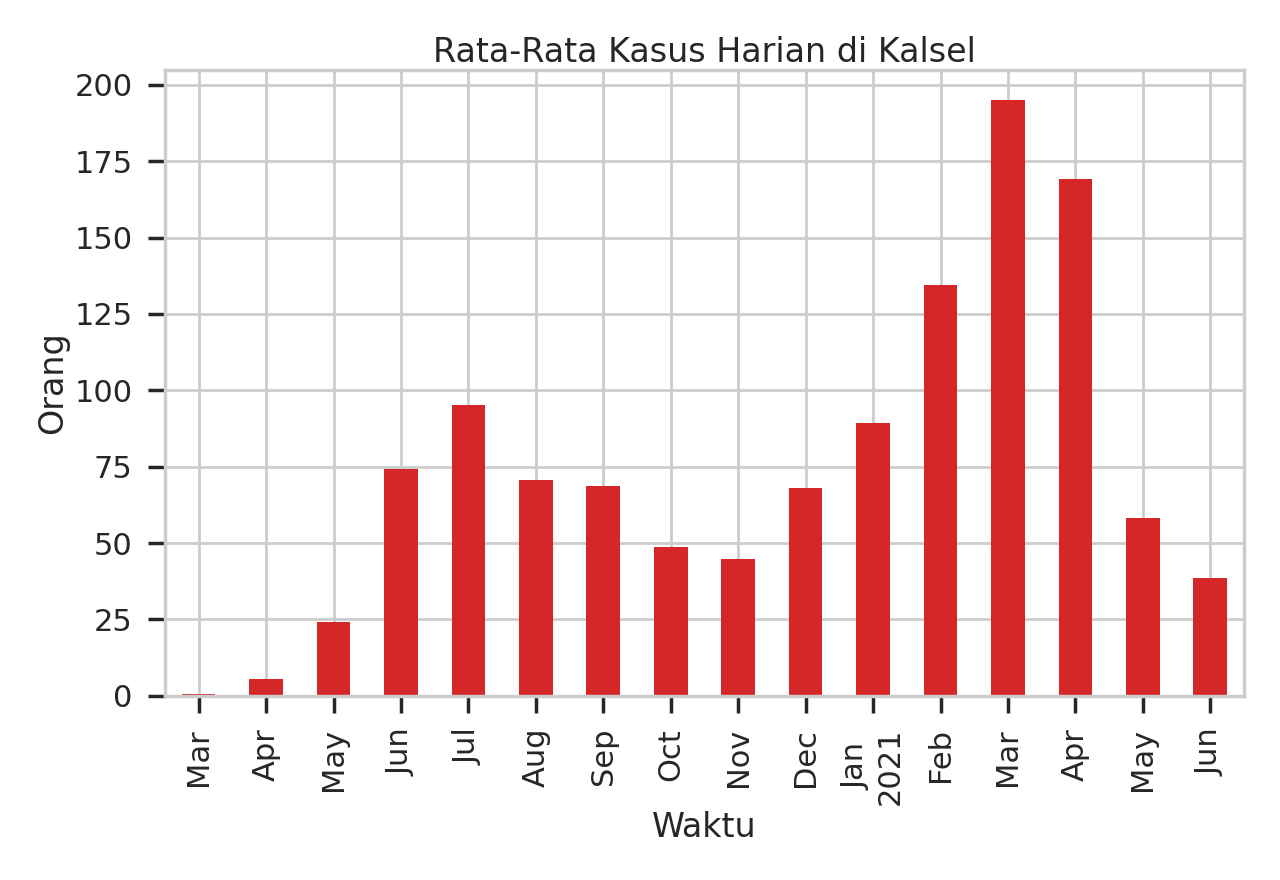 Rata-Rata Kasus Harian di Kalsel
200
175
150
125
100
75
50
25
0
Orang
Mar
Apr
May
Jun
Jul
Aug
Sep
Oct
Nov
Dec
Jan
2021
Feb
Mar
Apr
May
Jun
Waktu